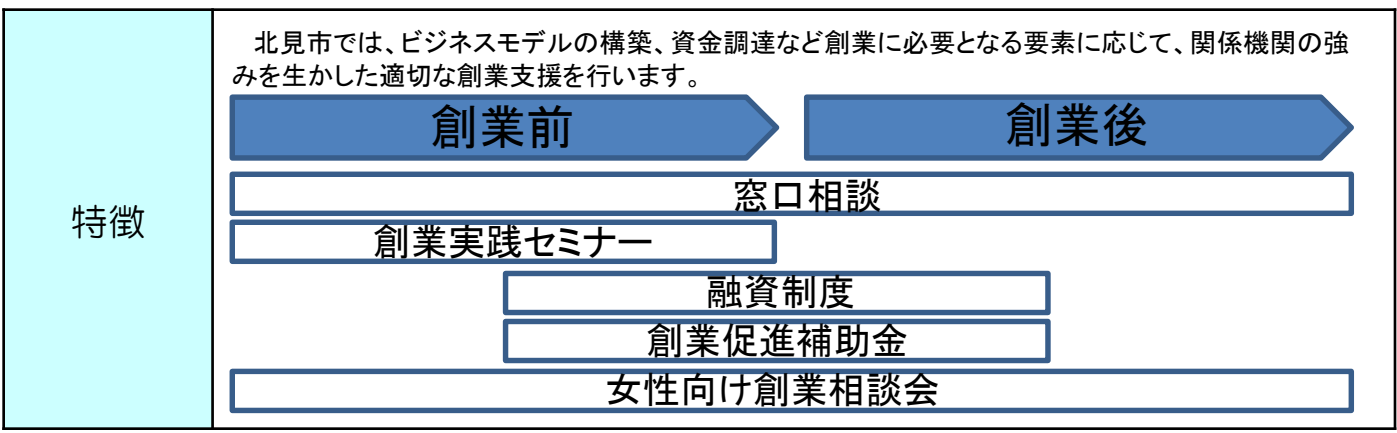 特徴
北見市では、ビジネスモデルの構築、資金調達など創業に必要となる要素に応じて、関係機関の強
みを生かした適切な創業支援を行います。
創業前
創業後
窓口相談
創業実践セミナー
融資制度
創業促進補助金
女性向け創業相談会